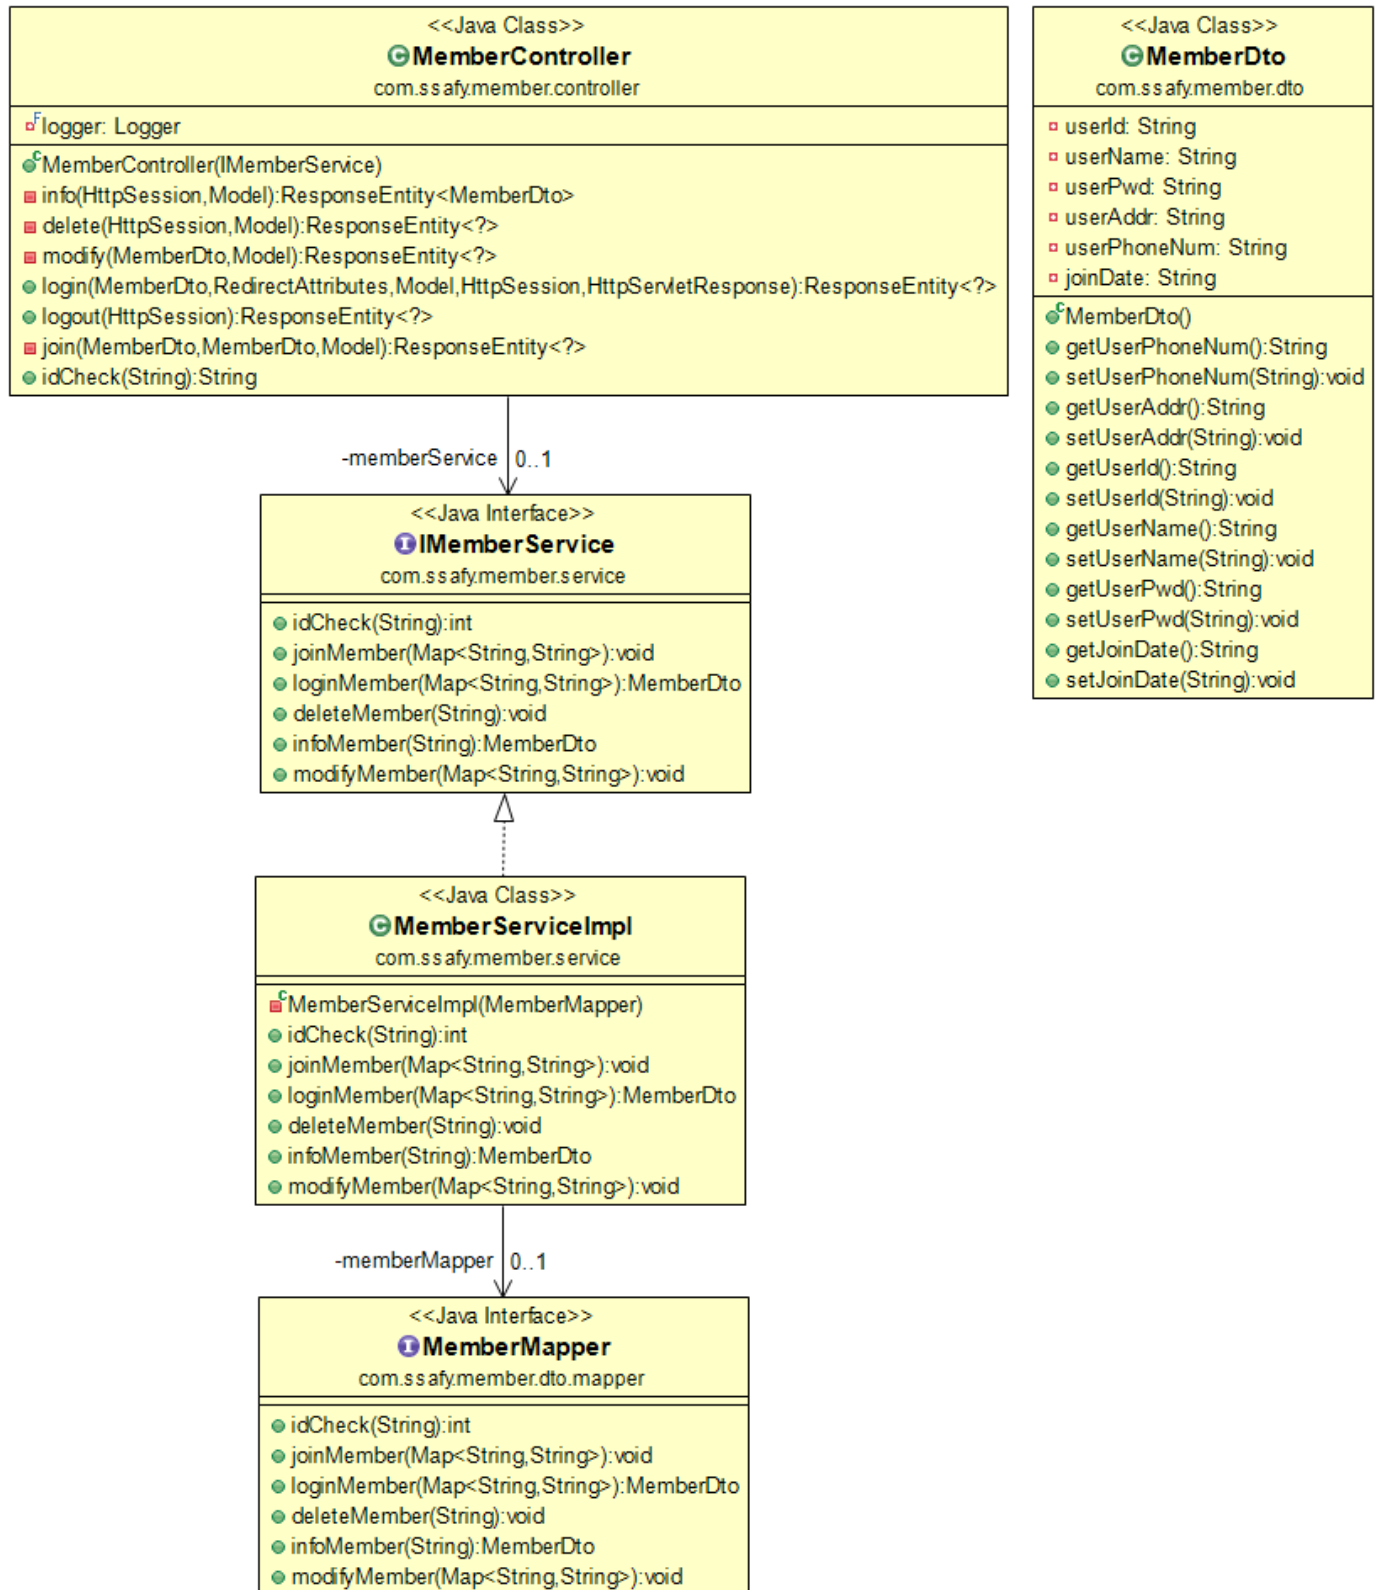 <<Java Class>>
MemberController
com.ssafy.member.controller
logger: Logger
MemberController(IMemberService)
info(HttpSession,Model):ResponseEntity<MemberDto>
delete(HttpSession,Model):ResponseEntity<?>
modify(MemberDto,Model):ResponseEntity<?>
login(MemberDto,RedirectAttributes,Model,HttpSession,HttpServletResponse):ResponseEntity<?>
logout(HttpSession):ResponseEntity<?>
join(MemberDto,MemberDto,Model):ResponseEntity<?>
idCheck(String):String
-memberService 0..1
<<Java Interface>>
IMemberService
com.ssafy.member.service
idCheck(String):int
joinMember(Map<String,String>):void
loginMember(Map<String,String>):MemberDto
deleteMember(String):void
infoMember(String):MemberDto
modifyMember(Map<String,String>):void
<<Java Class>>
MemberServiceImpl
com.ssafy.member.service
MemberServiceImpl(MemberMapper)
idCheck(String):int
joinMember(Map<String,String>):void
loginMember(Map<String,String>):MemberDto
deleteMember(String):void
infoMember(String):MemberDto
modifyMember(Map<String,String>):void
-memberMapper 0..1
<<Java Interface>>
MemberMapper
com.ssafy.member.dto.mapper
idCheck(String):int
joinMember(Map<String,String>):void
loginMember(Map<String,String>):MemberDto
deleteMember(String):void
infoMember(String):MemberDto
modifyMember(Map<String,String>):void
<<Java Class>>
MemberDto
com.ssafy.member.dto
userId: String
userName: String
userPwd: String
userAddr: String
userPhoneNum: String
joinDate: String
MemberDto()
getUserPhoneNum():String
setUserPhoneNum(String):void
getUserAddr():String
setUserAddr(String):void
getUserId():String
setUserId(String):void
getUserName():String
setUserName(String):void
getUserPwd():String
setUserPwd(String):void
getJoinDate():String
setJoinDate(String):void